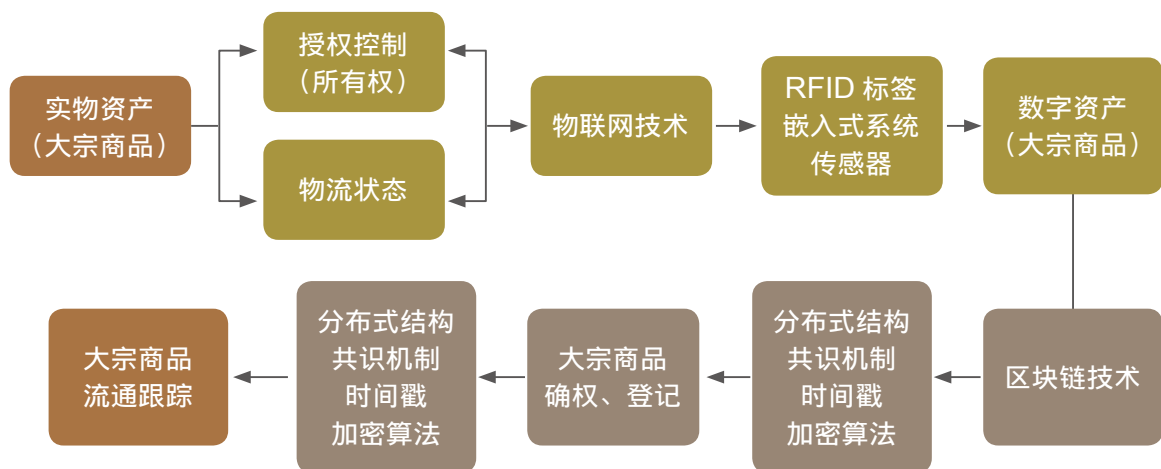 实物资产
（大宗商品）
授权控制
（所有权）
物流状态
物联网技术
RFID 标签
嵌入式系统
传感器
数字资产
（大宗商品）
区块链技术
分布式结构
共识机制
时间戳
加密算法
大宗商品
确权、登记
分布式结构
共识机制
时间戳
加密算法
大宗商品
流通跟踪